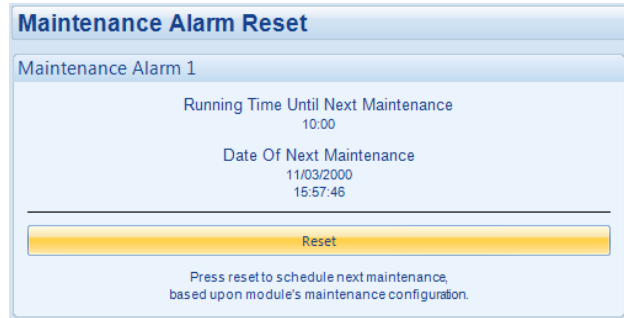 Maintenance Alarm Reset
Maintenance Alarm 1
Running Time Until Next Maintenance
10:00
Date Of Next Maintenance
11/03/2000
15:57:46
Reset
Press reset to schedule next maintenance,
based upon module's maintenance configuration.